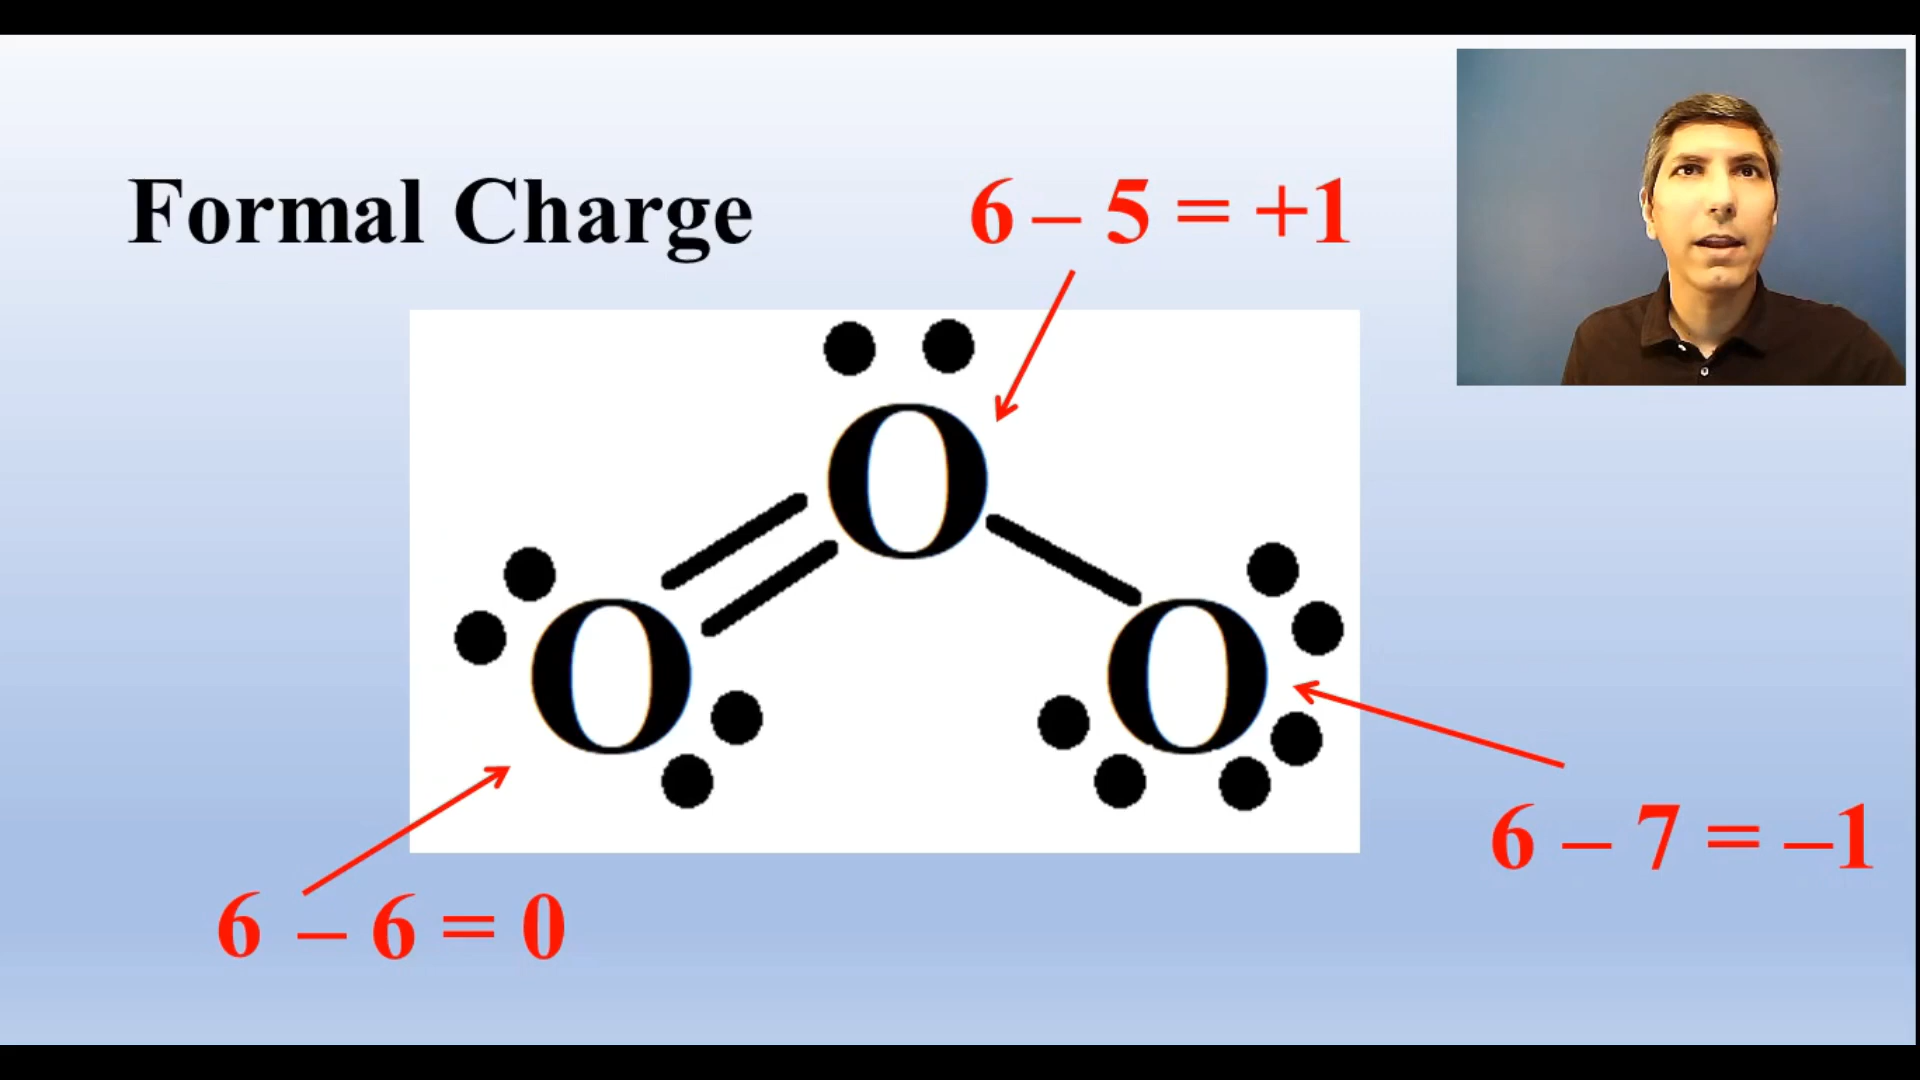 Formal Charge
6 – 5 = +1
O
O
O
6 – 7 = –1
6 – 6 = 0